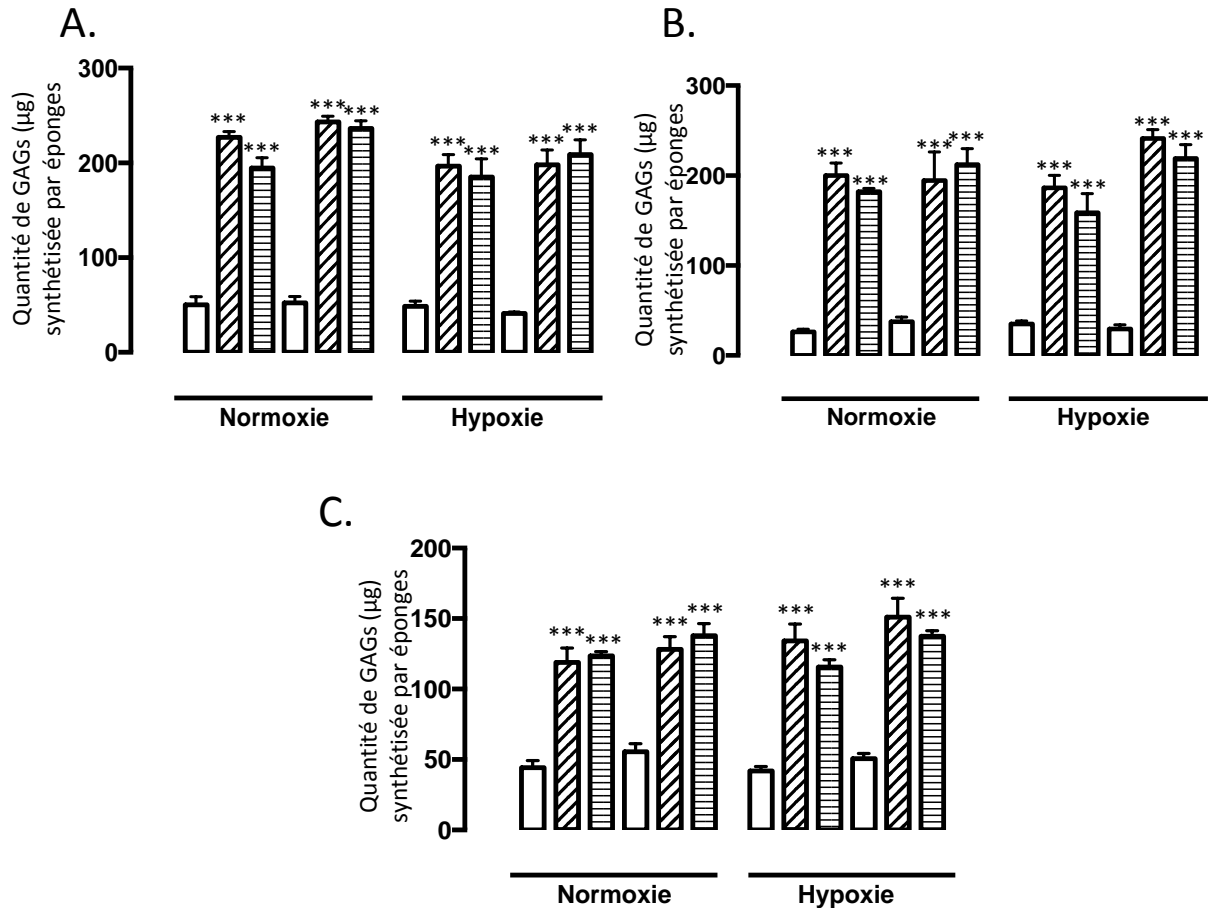 A.
Quantité de GAGs (µg)
synthétisée par éponges
300
200
100
0
*** *** *** ***
*** *** *** ***
Normoxie
Hypoxie
B.
Quantité de GAGs (µg)
synthétisée par éponges
300
200
100
0
*** *** *** ***
*** *** *** ***
Normoxie
Hypoxie
C.
Quantité de GAGs (µg)
synthétisée par éponges
200
150
100
50
0
*** *** *** ***
*** *** *** ***
Normoxie
Hypoxie